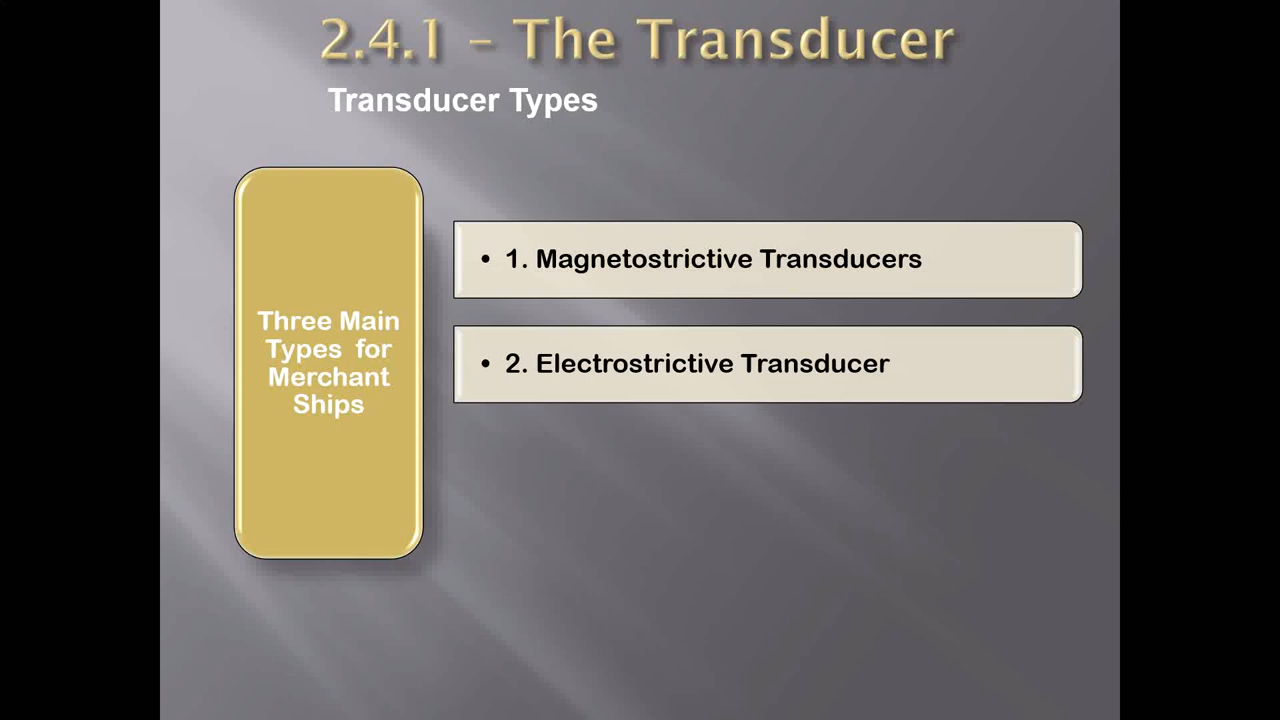 2.4.1 – The Transducer
Transducer Types
Three Main
Types for
Merchant
Ships
• 1. Magnetostrictive Transducers
• 2. Electrostrictive Transducer